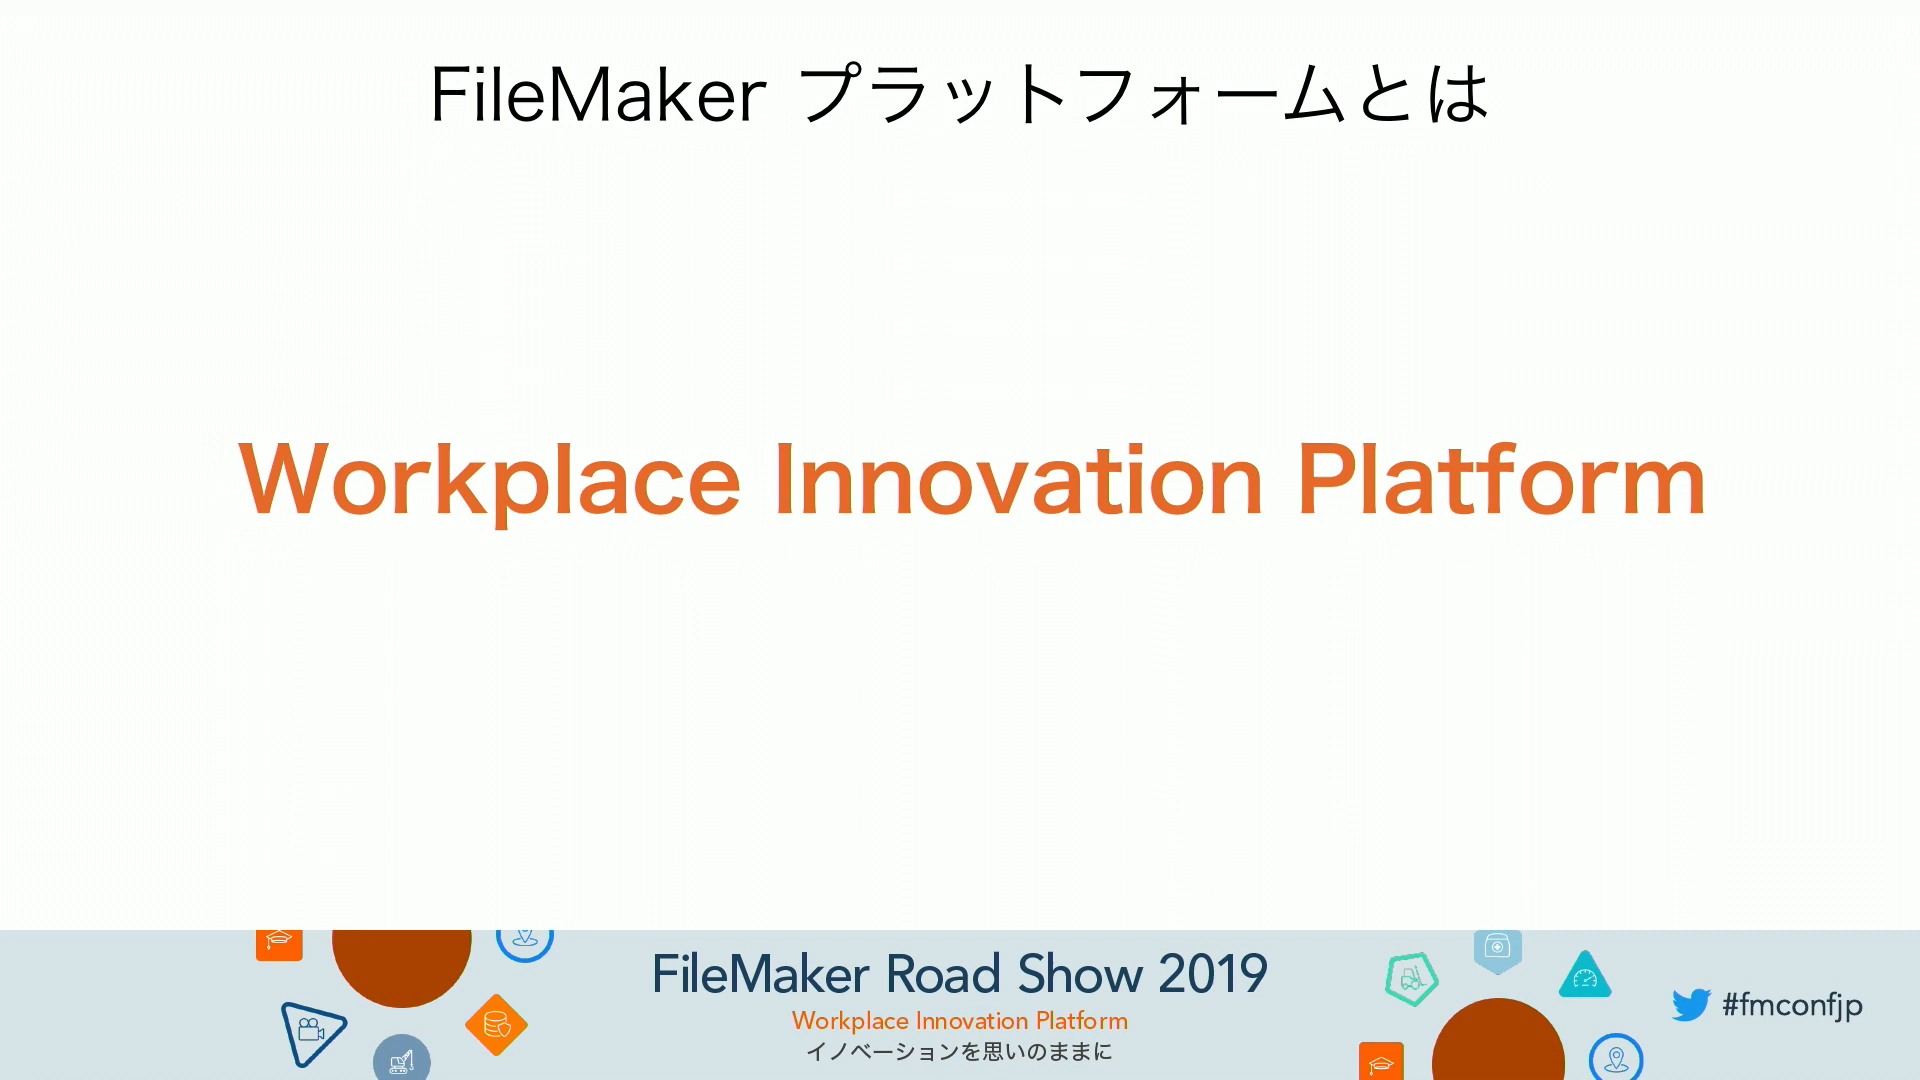 FileMaker プラットフォームとは
Workplace Innovation Platform
FileMaker Road Show 2019
Workplace Innovation Platform
イノベーションを思いのままに
#fmconfjp